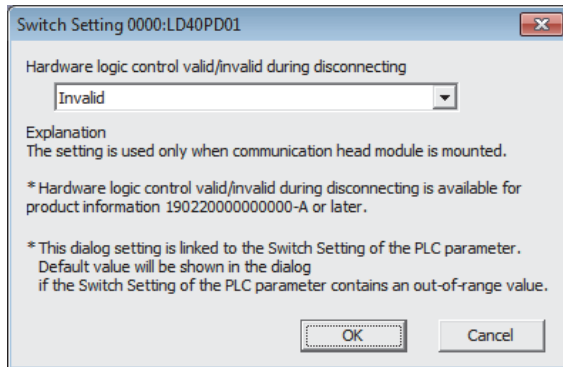 Switch Setting 0000:LD40PD01
Hardware logic control valid/invalid during disconnecting
Invalid
Explanation
The setting is used only when communication head module is mounted.
* Hardware logic control valid/invalid during disconnecting is available for
product information 190220000000000-A or later.
* This dialog setting is linked to the Switch Setting of the PLC parameter.
Default value will be shown in the dialog
if the Switch Setting of the PLC parameter contains an out-of-range value.
OK Cancel